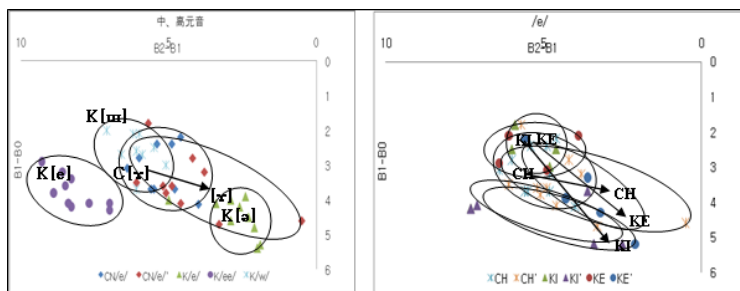 中、高元音
10
5
0
B2-B1
0
1
2
3
4
5
6
B1-B0
K[ɯ]
K[e]
C[ɤ]
[ɤ]
K[ə]
CN/e/
CN/e/'
K/e/
K/ee/
K/w/
/e/
10
5
0
B2-B1
0
1
2
3
4
5
6
B1-B0
KI
KE
CH
CH
KE
KI
CH
CH'
KI
KI'
KE
KE'